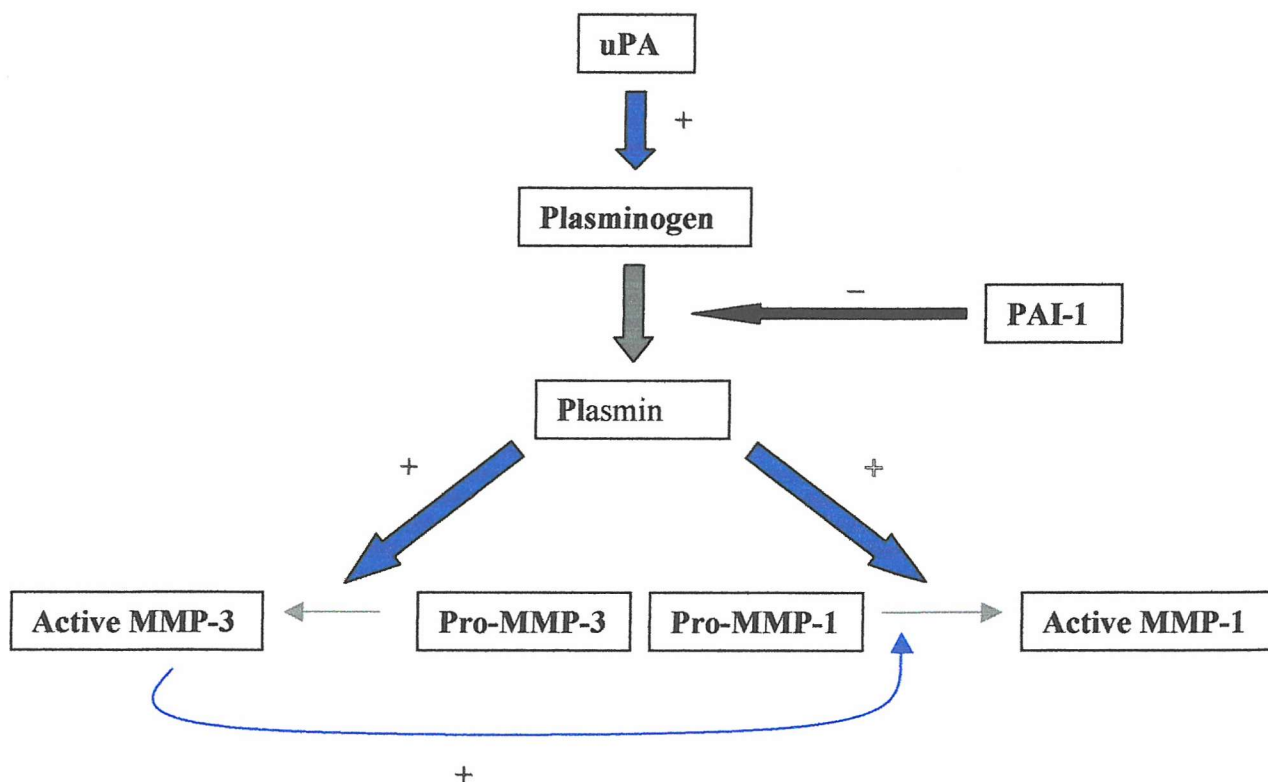 uPA
+
Plasminogen
–
PAI-1
Plasmin
+
+
Active MMP-3
Pro-MMP-3
Pro-MMP-1
Active MMP-1
+